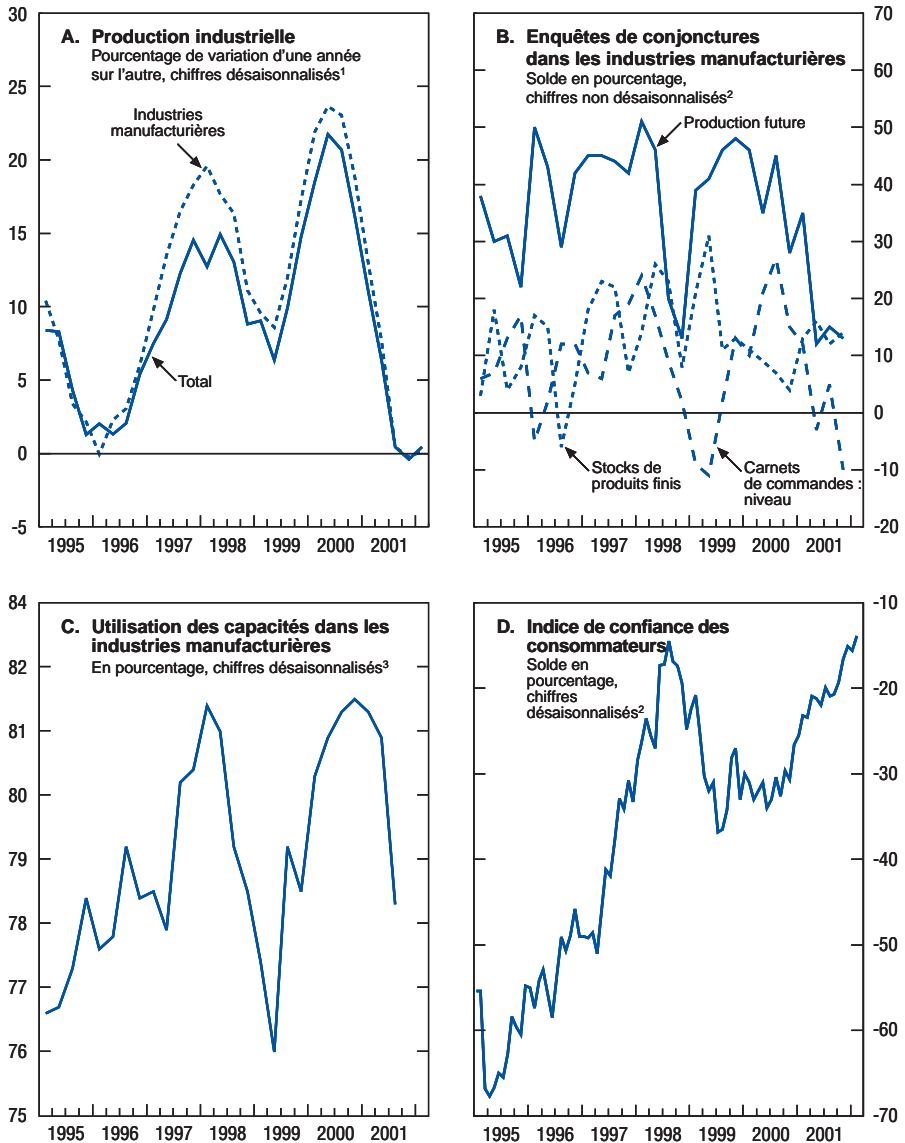 A. Production industrielle
Pourcentage de variation d'une année
sur l'autre, chiffres désaisonnalisés¹
30
25
20
15
10
5
0
-5
Industries
manufacturières
Total
1995 1996 1997 1998 1999 2000 2001
B. Enquêtes de conjonctures
dans les industries manufacturières
Solde en pourcentage,
chiffres non désaisonnalisés²
70
60
50
40
30
20
10
0
-10
-20
Production future
Stocks de
produits finis
Carnets
de commandes :
niveau
1995 1996 1997 1998 1999 2000 2001
C. Utilisation des capacités dans les
industries manufacturières
En pourcentage, chiffres désaisonnalisés³
84
82
81
80
79
78
77
76
75
1995 1996 1997 1998 1999 2000 2001
D. Indice de confiance des
consommateurs
Solde en
pourcentage,
chiffres
désaisonnalisés²
-10
-20
-30
-40
-50
-60
-70
1995 1996 1997 1998 1999 2000 2001